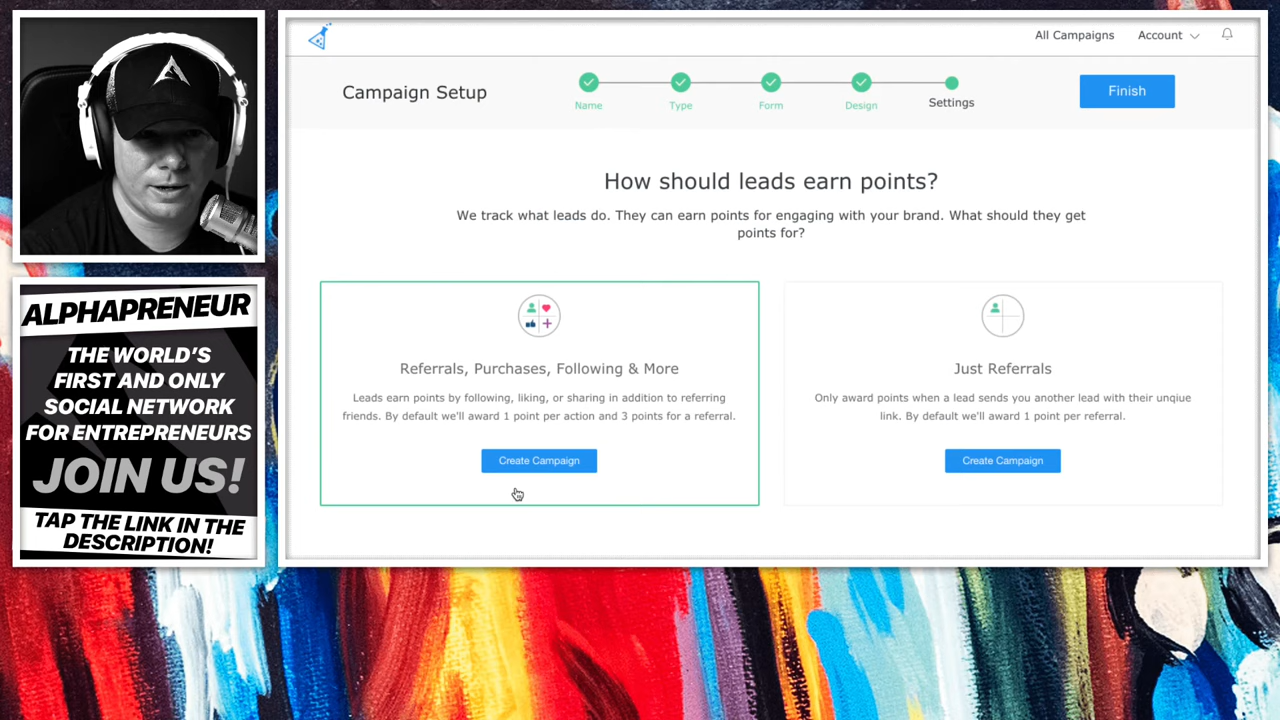 ALPHAPRENEUR
THE WORLD'S
FIRST AND ONLY
SOCIAL NETWORK
FOR ENTREPRENEURS
JOIN US!
TAP THE LINK IN THE
DESCRIPTION!
All Campaigns
Account
Campaign Setup
Name
Type
Form
Design
Settings
Finish
How should leads earn points?
We track what leads do. They can earn points for engaging with your brand. What should they get
points for?
Referrals, Purchases, Following & More
Leads earn points by following, liking, or sharing in addition to referring
friends. By default we'll award 1 point per action and 3 points for a referral.
Create Campaign
Just Referrals
Only award points when a lead sends you another lead with their unqiue
link. By default we'll award 1 point per referral.
Create Campaign